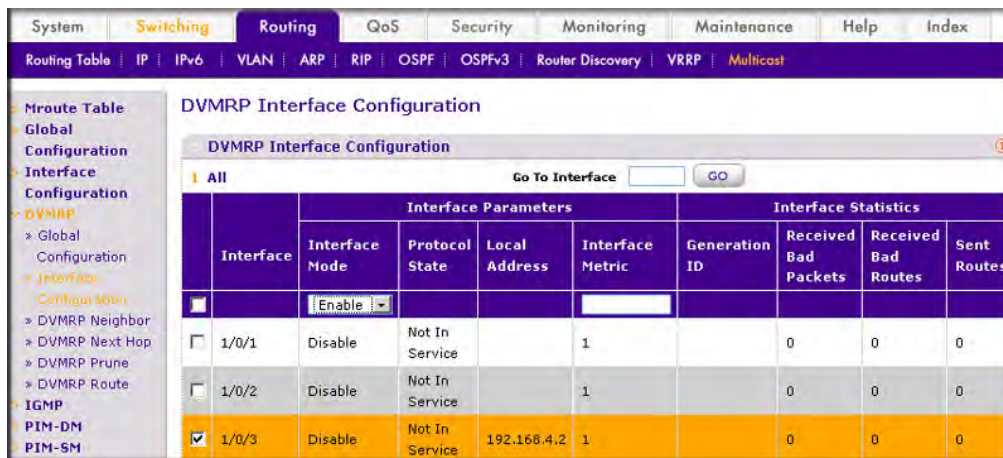 System Switching Routing QoS Security Monitoring Maintenance Help Index
Routing Table IP IPv6 VLAN ARP RIP OSPF OSPFv3 Router Discovery VRRP Multicast
Mroute Table
Global
Configuration
Interface
Configuration
DVMRP
» Global
Configuration
» Interface
Configuration
» DVMRP Neighbor
» DVMRP Next Hop
» DVMRP Prune
» DVMRP Route
IGMP
PIM-DM
PIM-SM
DVMRP Interface Configuration
DVMRP Interface Configuration
1 All Go To Interface GO
Interface Parameters Interface Statistics
Interface Interface Mode Protocol State Local Address Interface Metric Generation ID Received Bad Packets Received Bad Routes Sent Routes
Enable
1/0/1 Disable Not In Service 1 0 0 0
1/0/2 Disable Not In Service 1 0 0 0
1/0/3 Disable Not In Service 192.168.4.2 1 0 0 0